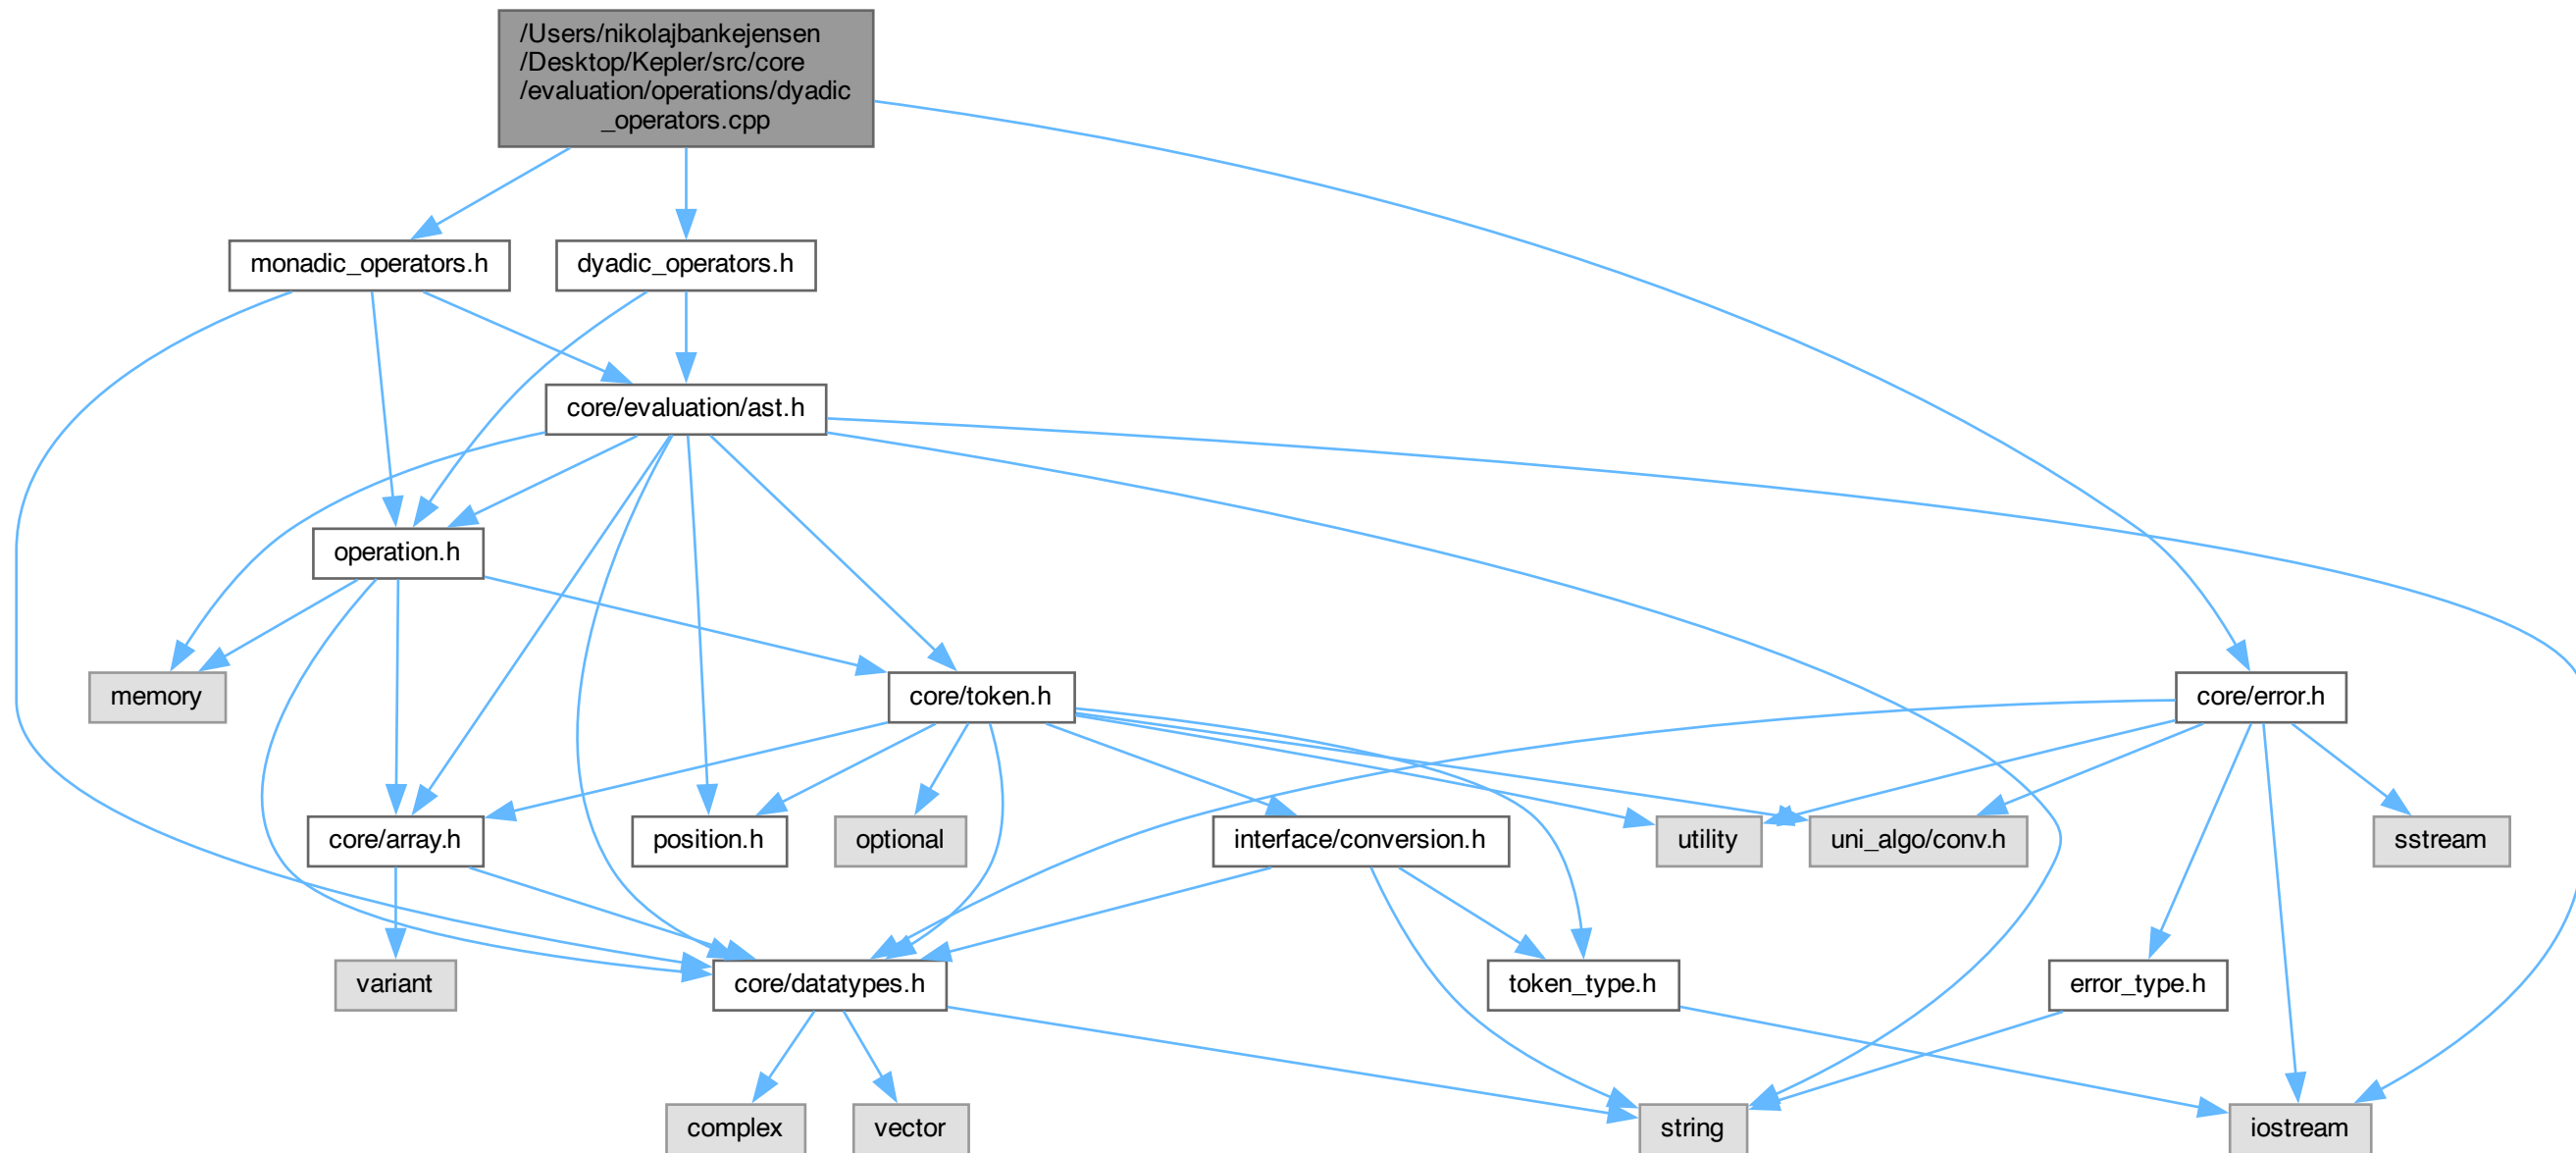 /Users/nikolajbankejensen
/Desktop/Kepler/src/core
/evaluation/operations/dyadic
_operators.cpp
monadic_operators.h
dyadic_operators.h
core/evaluation/ast.h
operation.h
memory
core/token.h
core/error.h
core/array.h
position.h
optional
interface/conversion.h
utility
uni_algo/conv.h
sstream
variant
core/datatypes.h
token_type.h
error_type.h
complex
vector
string
iostream